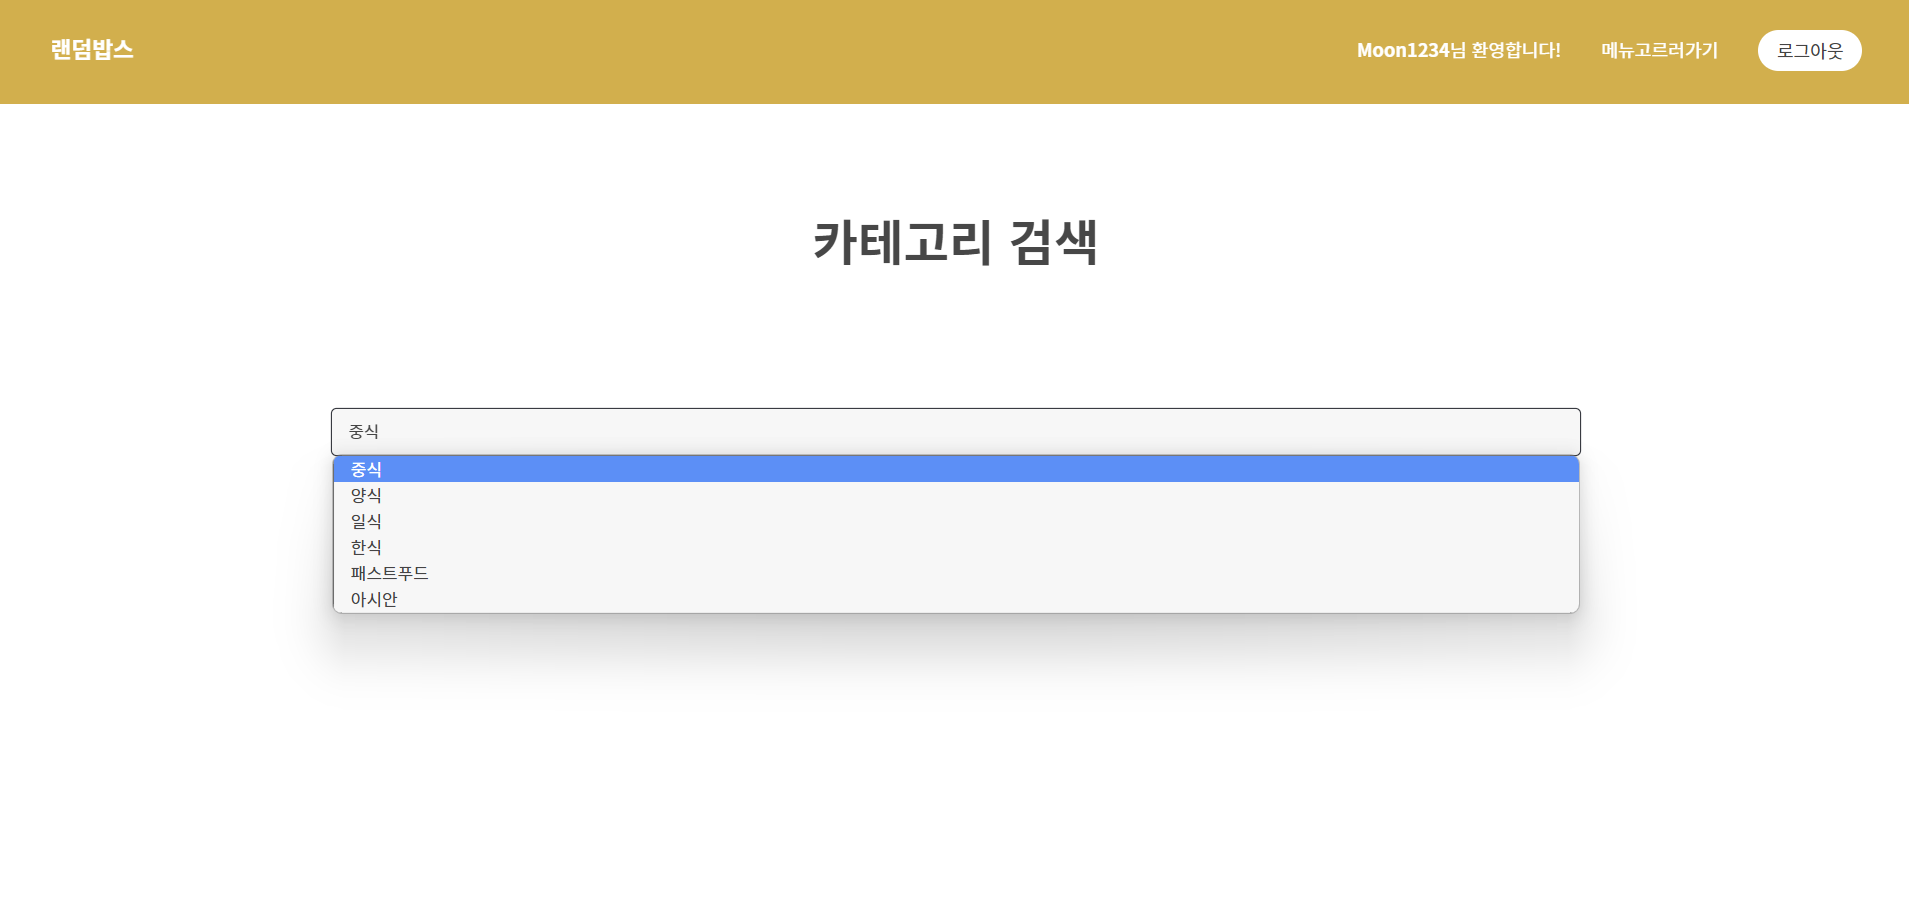 랜덤밥스
Moon1234님 환영합니다!
메뉴고르러가기
로그아웃
카테고리 검색
중식
중식
양식
일식
한식
패스트푸드
아시안